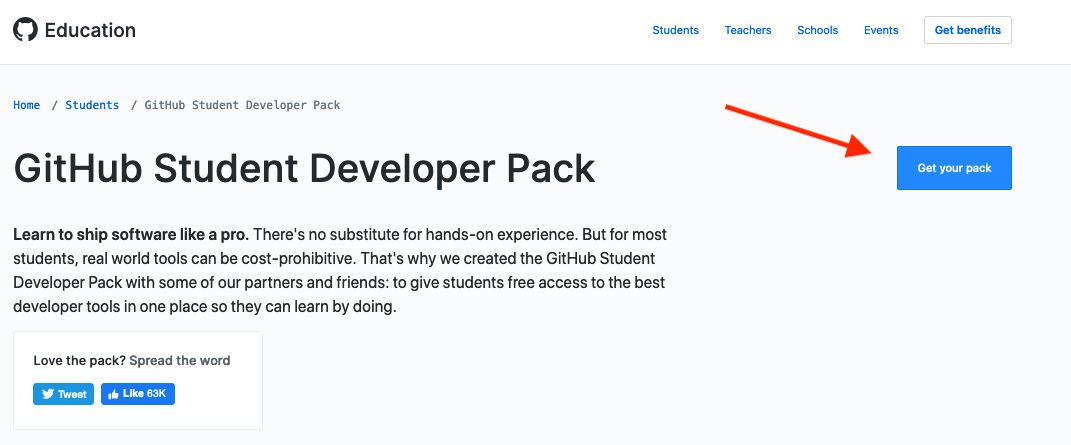 Education
Students Teachers Schools Events Get benefits
Home / Students / GitHub Student Developer Pack
GitHub Student Developer Pack
Get your pack
Learn to ship software like a pro. There's no substitute for hands-on experience. But for most
students, real world tools can be cost-prohibitive. That's why we created the GitHub Student
Developer Pack with some of our partners and friends: to give students free access to the best
developer tools in one place so they can learn by doing.
Love the pack? Spread the word
Tweet Like 63K